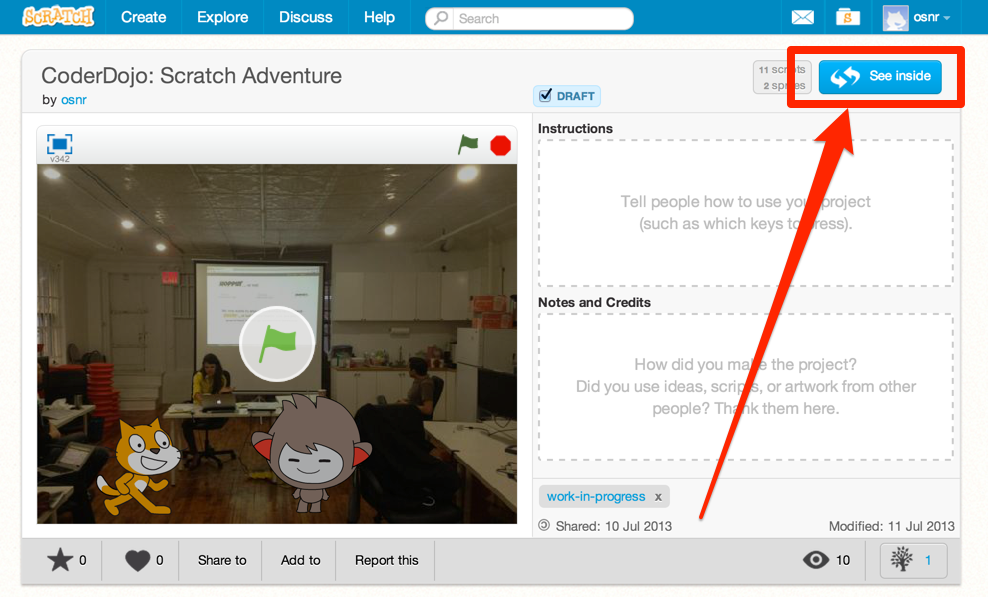 SCRATCH
Create
Explore
Discuss
Help
Search
S
osnr
CoderDojo: Scratch Adventure
by osnr
DRAFT
11 scripts
2 sprites
See inside
v342
Instructions
Tell people how to use your project
(such as which keys to press).
Notes and Credits
How did you make the project?
Did you use ideas, scripts, or artwork from other
people? Thank them here.
work-in-progress x
Shared: 10 Jul 2013
Modified: 11 Jul 2013
0
0
Share to
Add to
Report this
10
1